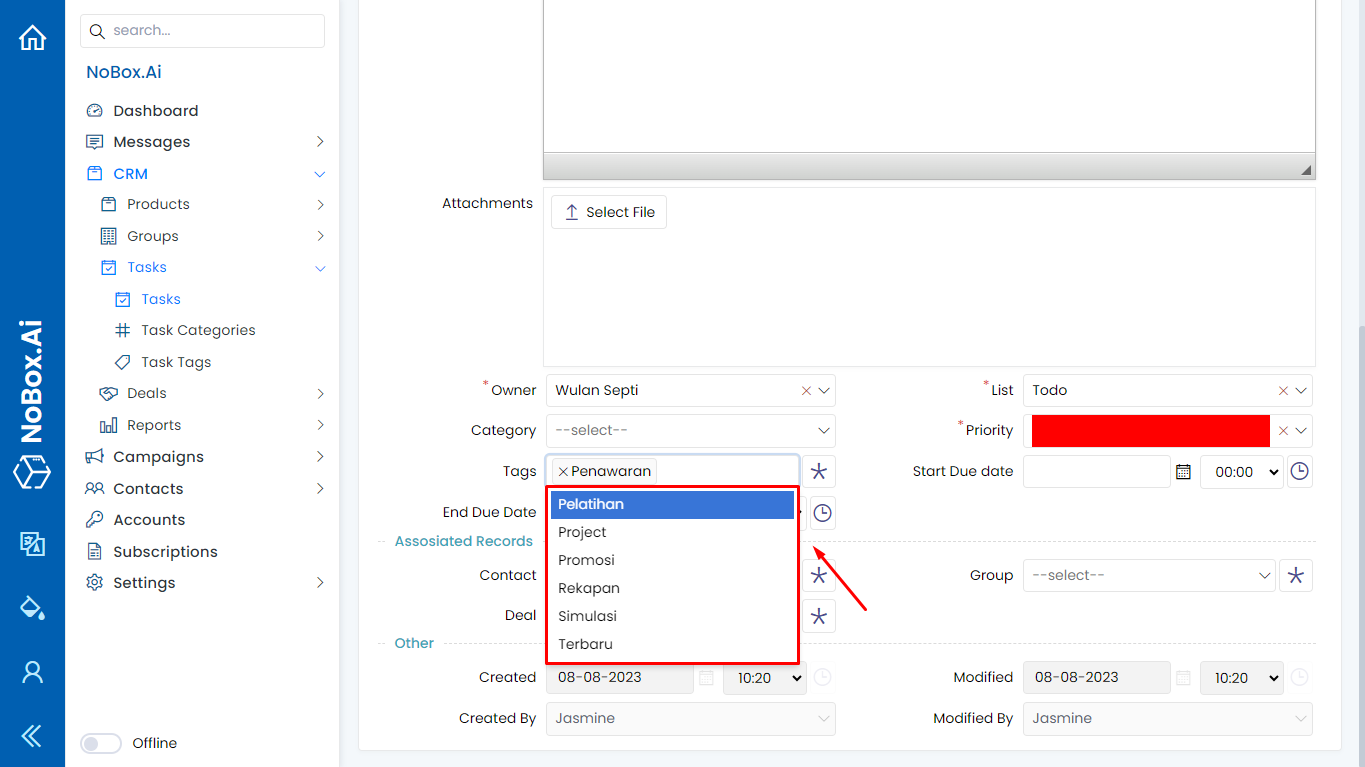 search...
NoBox.Ai
Dashboard
Messages
CRM
Products
Groups
Tasks
Tasks
Task Categories
Task Tags
Deals
Reports
Campaigns
Contacts
Accounts
Subscriptions
Settings
Offline
NoBox.Ai
Attachments
Select File
*Owner Wulan Septi
*List Todo
Category --select--
*Priority
Tags Penawaran
Start Due date 00:00
End Due Date
Pelatihan
Project
Promosi
Rekapan
Simulasi
Terbaru
Assosiated Records
Contact
Group --select--
Deal
Other
Created 08-08-2023 10:20
Modified 08-08-2023 10:20
Created By Jasmine
Modified By Jasmine